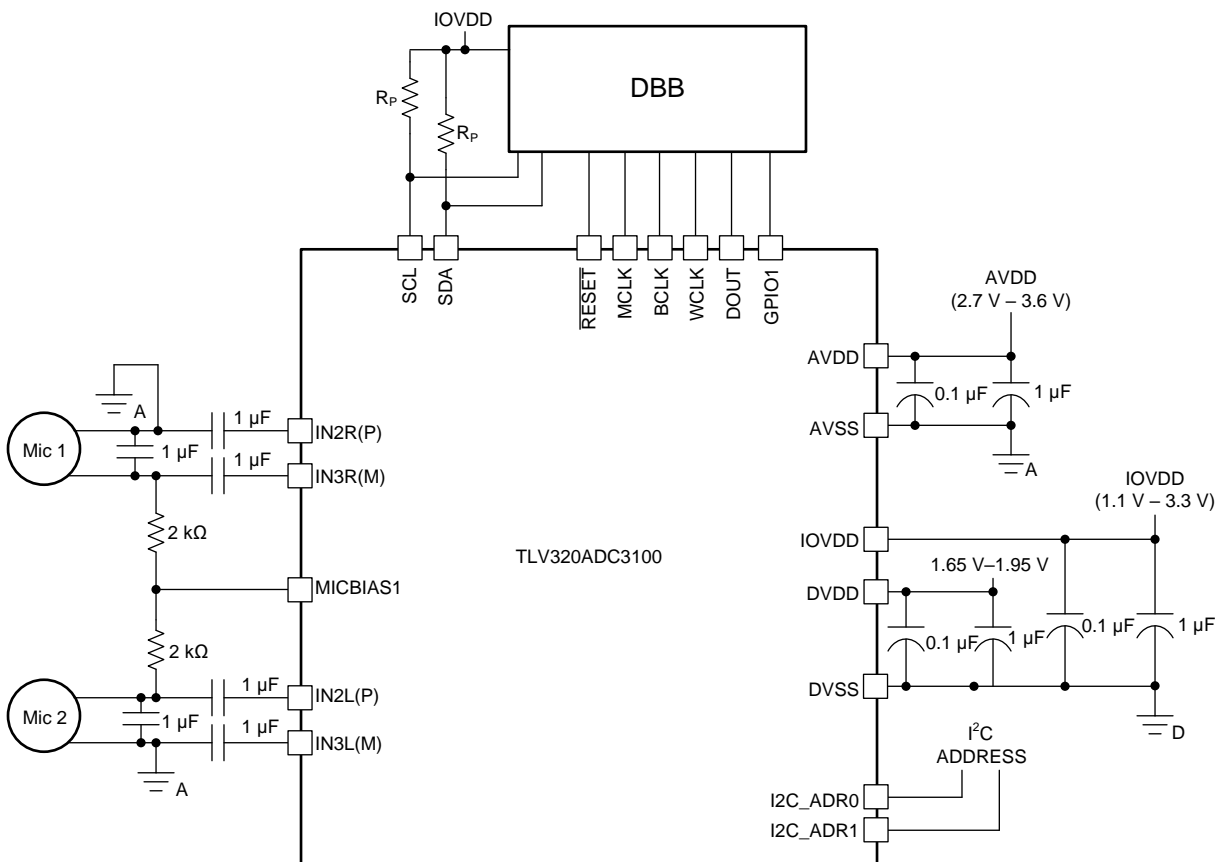 IOVDD
DBB
RP
RP
SCL
SDA
RESET
MCLK
BCLK
WCLK
DOUT
GPIO1
AVDD
(2.7 V – 3.6 V)
AVDD
0.1 µF
1 µF
AVSS
A
A
1 µF
Mic 1
1 µF
1 µF
IN2R(P)
IN3R(M)
2 kΩ
MICBIAS1
TLV320ADC3100
2 kΩ
IOVDD
(1.1 V – 3.3 V)
IOVDD
1.65 V–1.95 V
DVDD
0.1 µF
1 µF
0.1 µF
1 µF
DVSS
D
1 µF
Mic 2
1 µF
1 µF
IN2L(P)
IN3L(M)
A
I²C
ADDRESS
I2C_ADR0
I2C_ADR1